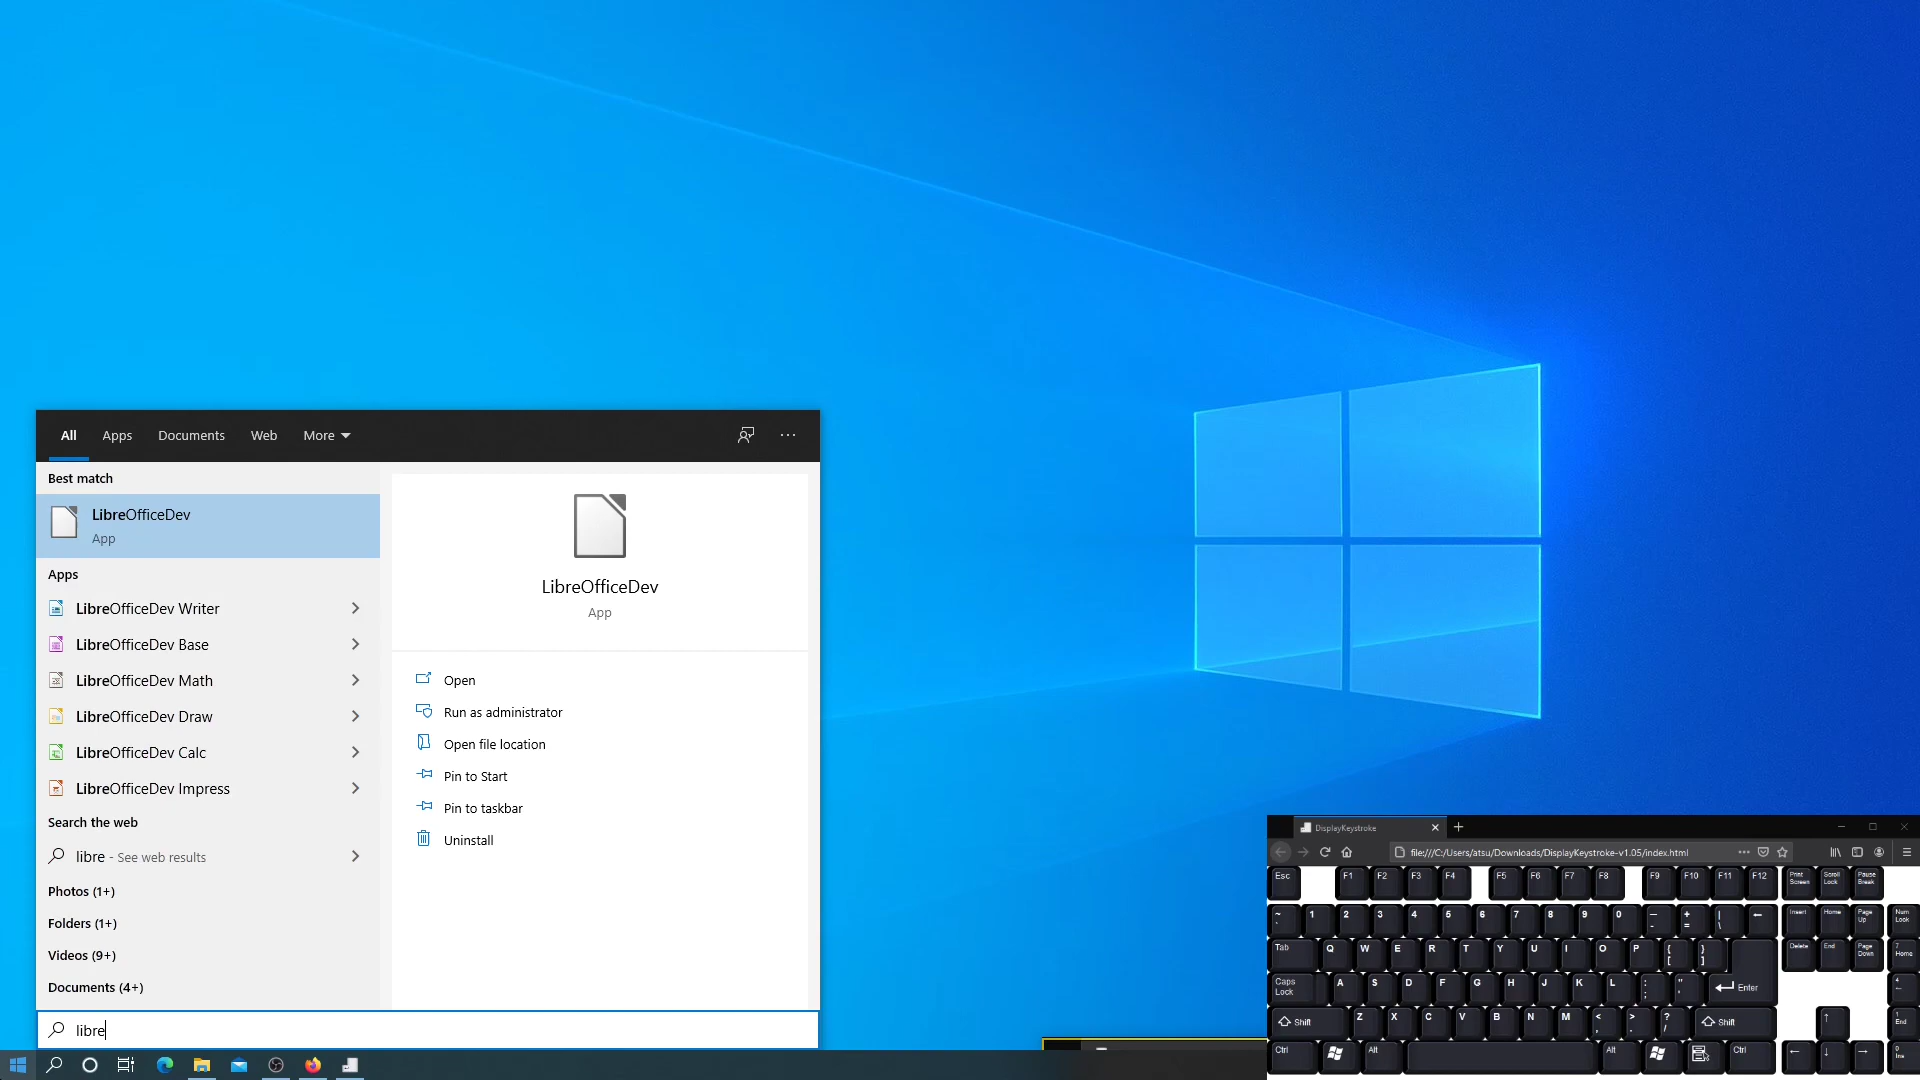 All Apps Documents Web More
Best match
LibreOfficeDev
App
Apps
LibreOfficeDev Writer
LibreOfficeDev Base
LibreOfficeDev Math
LibreOfficeDev Draw
LibreOfficeDev Calc
LibreOfficeDev Impress
Search the web
libre - See web results
Photos (1+)
Folders (1+)
Videos (9+)
Documents (4+)
libre
LibreOfficeDev
App
Open
Run as administrator
Open file location
Pin to Start
Pin to taskbar
Uninstall
DisplayKeystroke
file:///C:/Users/atsu/Downloads/DisplayKeystroke-v1.05/index.html
Esc F1 F2 F3 F4 F5 F6 F7 F8 F9 F10 F11 F12 Print Screen Scroll Lock Pause Break
~ ` 1 2 3 4 5 6 7 8 9 0 — - + = | \ ← Insert Home Page Up Num Lock
Tab Q W E R T Y U I O P { [ } ] Delete End Page Down 7 Home
Caps Lock A S D F G H J K L : ; " ' Enter 4 ←
Shift Z X C V B N M < , > . ? / Shift ↑ 1 End
Ctrl Alt Alt Ctrl ← ↓ → 0 Ins